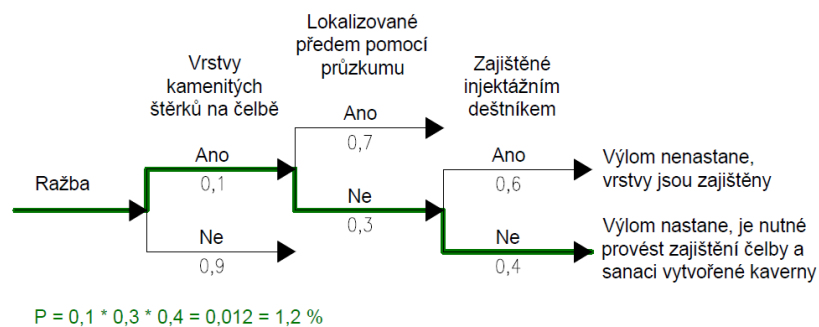 Lokalizované
předem pomocí
průzkumu
Vrstvy
kamenitých
štěrků na čelbě
Zajištěné
injektážním
deštníkem
Ražba
Ano
0,1
Ne
0,9
Ano
0,7
Ne
0,3
Ano
0,6
Ne
0,4
Výlom nenastane,
vrstvy jsou zajištěny
Výlom nastane, je nutné
provést zajištění čelby a
sanaci vytvořené kaverny
P = 0,1 * 0,3 * 0,4 = 0,012 = 1,2 %